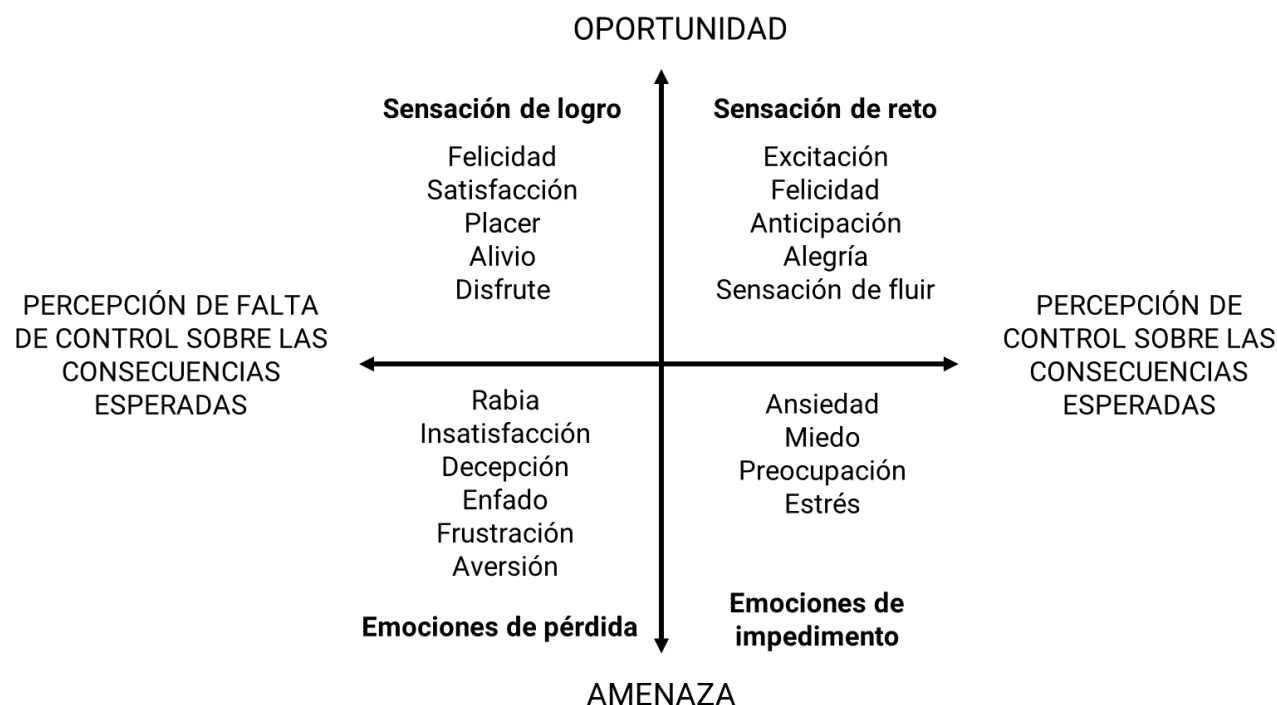 OPORTUNIDAD
Sensación de logro
Felicidad
Satisfacción
Placer
Alivio
Disfrute
Sensación de reto
Excitación
Felicidad
Anticipación
Alegría
Sensación de fluir
PERCEPCIÓN DE FALTA
DE CONTROL SOBRE LAS
CONSECUENCIAS
ESPERADAS
PERCEPCIÓN DE
CONTROL SOBRE LAS
CONSECUENCIAS
ESPERADAS
Rabia
Insatisfacción
Decepción
Enfado
Frustración
Aversión
Emociones de pérdida
Ansiedad
Miedo
Preocupación
Estrés
Emociones de
impedimento
AMENAZA